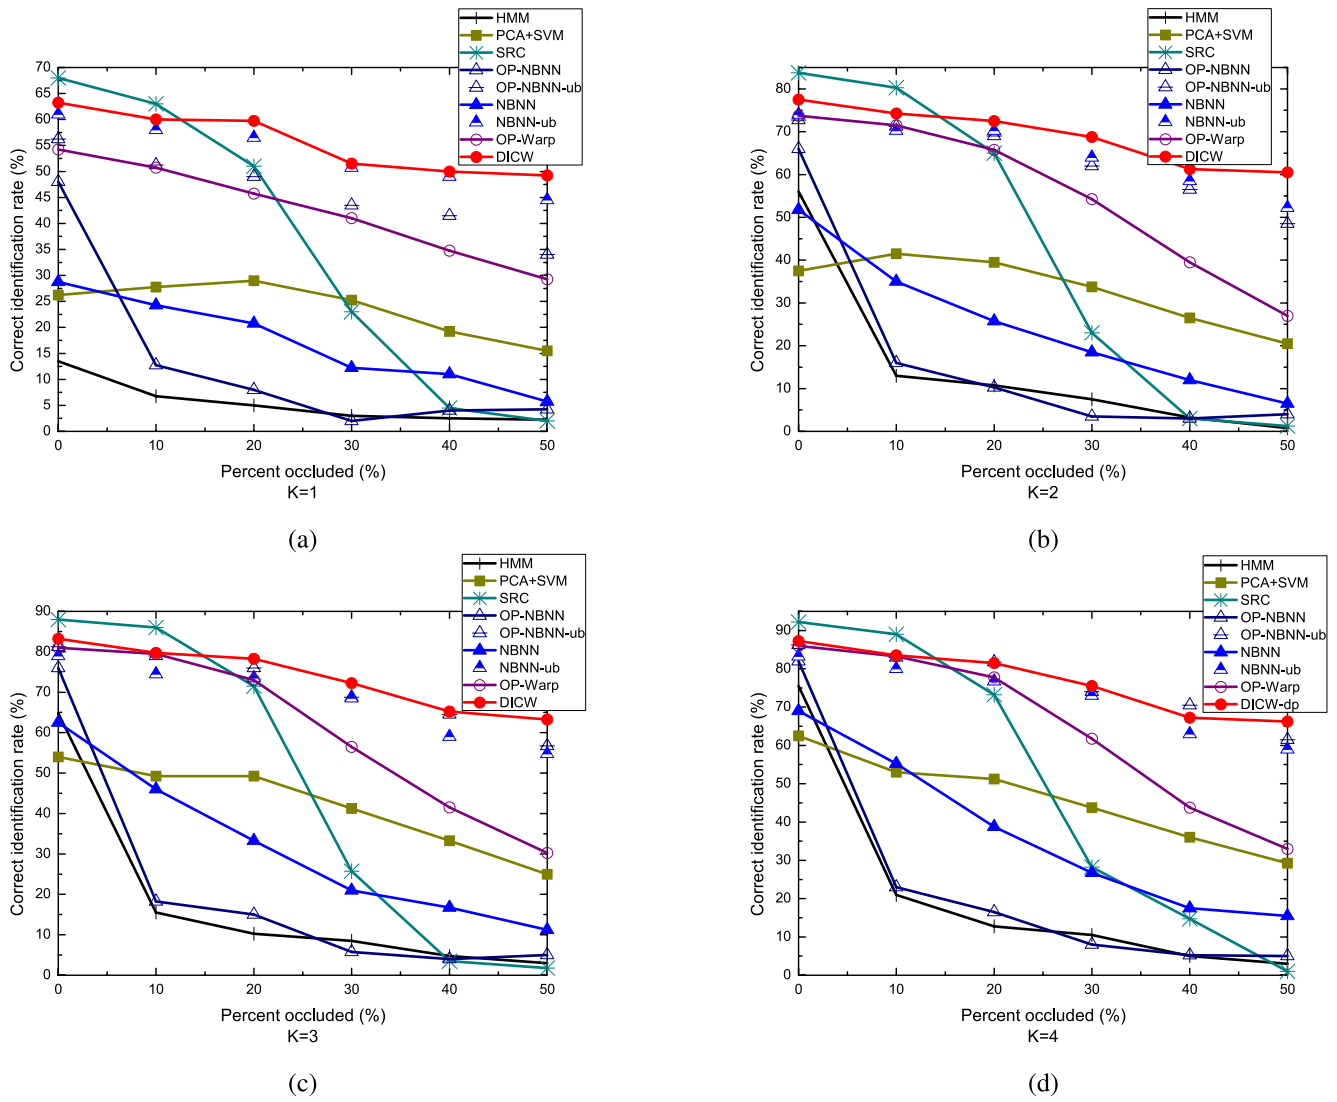 HMM
PCA+SVM
SRC
OP-NBNN
OP-NBNN-ub
NBNN
NBNN-ub
OP-Warp
DICW
Correct identification rate (%)
70
65
60
55
50
45
40
35
30
25
20
15
10
5
0
0 10 20 30 40 50
Percent occluded (%)
K=1
(a)
HMM
PCA+SVM
SRC
OP-NBNN
OP-NBNN-ub
NBNN
NBNN-ub
OP-Warp
DICW
Correct identification rate (%)
80
70
60
50
40
30
20
10
0
0 10 20 30 40 50
Percent occluded (%)
K=2
(b)
HMM
PCA+SVM
SRC
OP-NBNN
OP-NBNN-ub
NBNN
NBNN-ub
OP-Warp
DICW
Correct identification rate (%)
90
80
70
60
50
40
30
20
10
0
0 10 20 30 40 50
Percent occluded (%)
K=3
(c)
HMM
PCA+SVM
SRC
OP-NBNN
OP-NBNN-ub
NBNN
NBNN-ub
OP-Warp
DICW-dp
Correct identification rate (%)
90
80
70
60
50
40
30
20
10
0
0 10 20 30 40 50
Percent occluded (%)
K=4
(d)